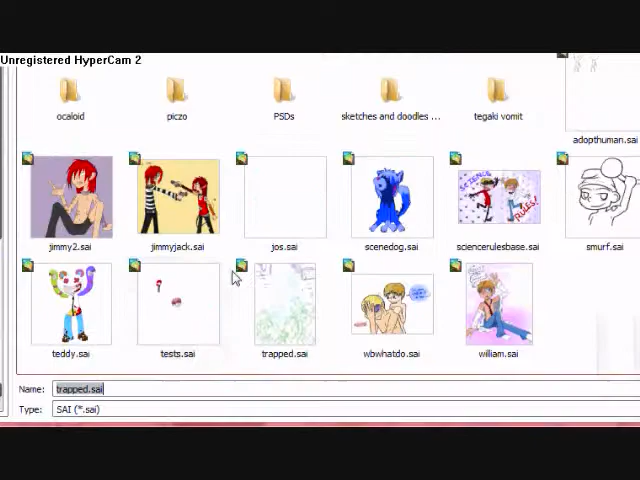 Unregistered HyperCam 2
ocaloid
piczo
PSDs
sketches and doodles ...
tegaki vomit
adopthuman.sai
SCIENCE
RULES!
jimmy2.sai
jimmyjack.sai
jos.sai
scenedog.sai
sciencerulesbase.sai
smurf.sai
teddy.sai
tests.sai
trapped.sai
wbwhatdo.sai
william.sai
Name:
trapped.sai
Type:
SAI (*.sai)